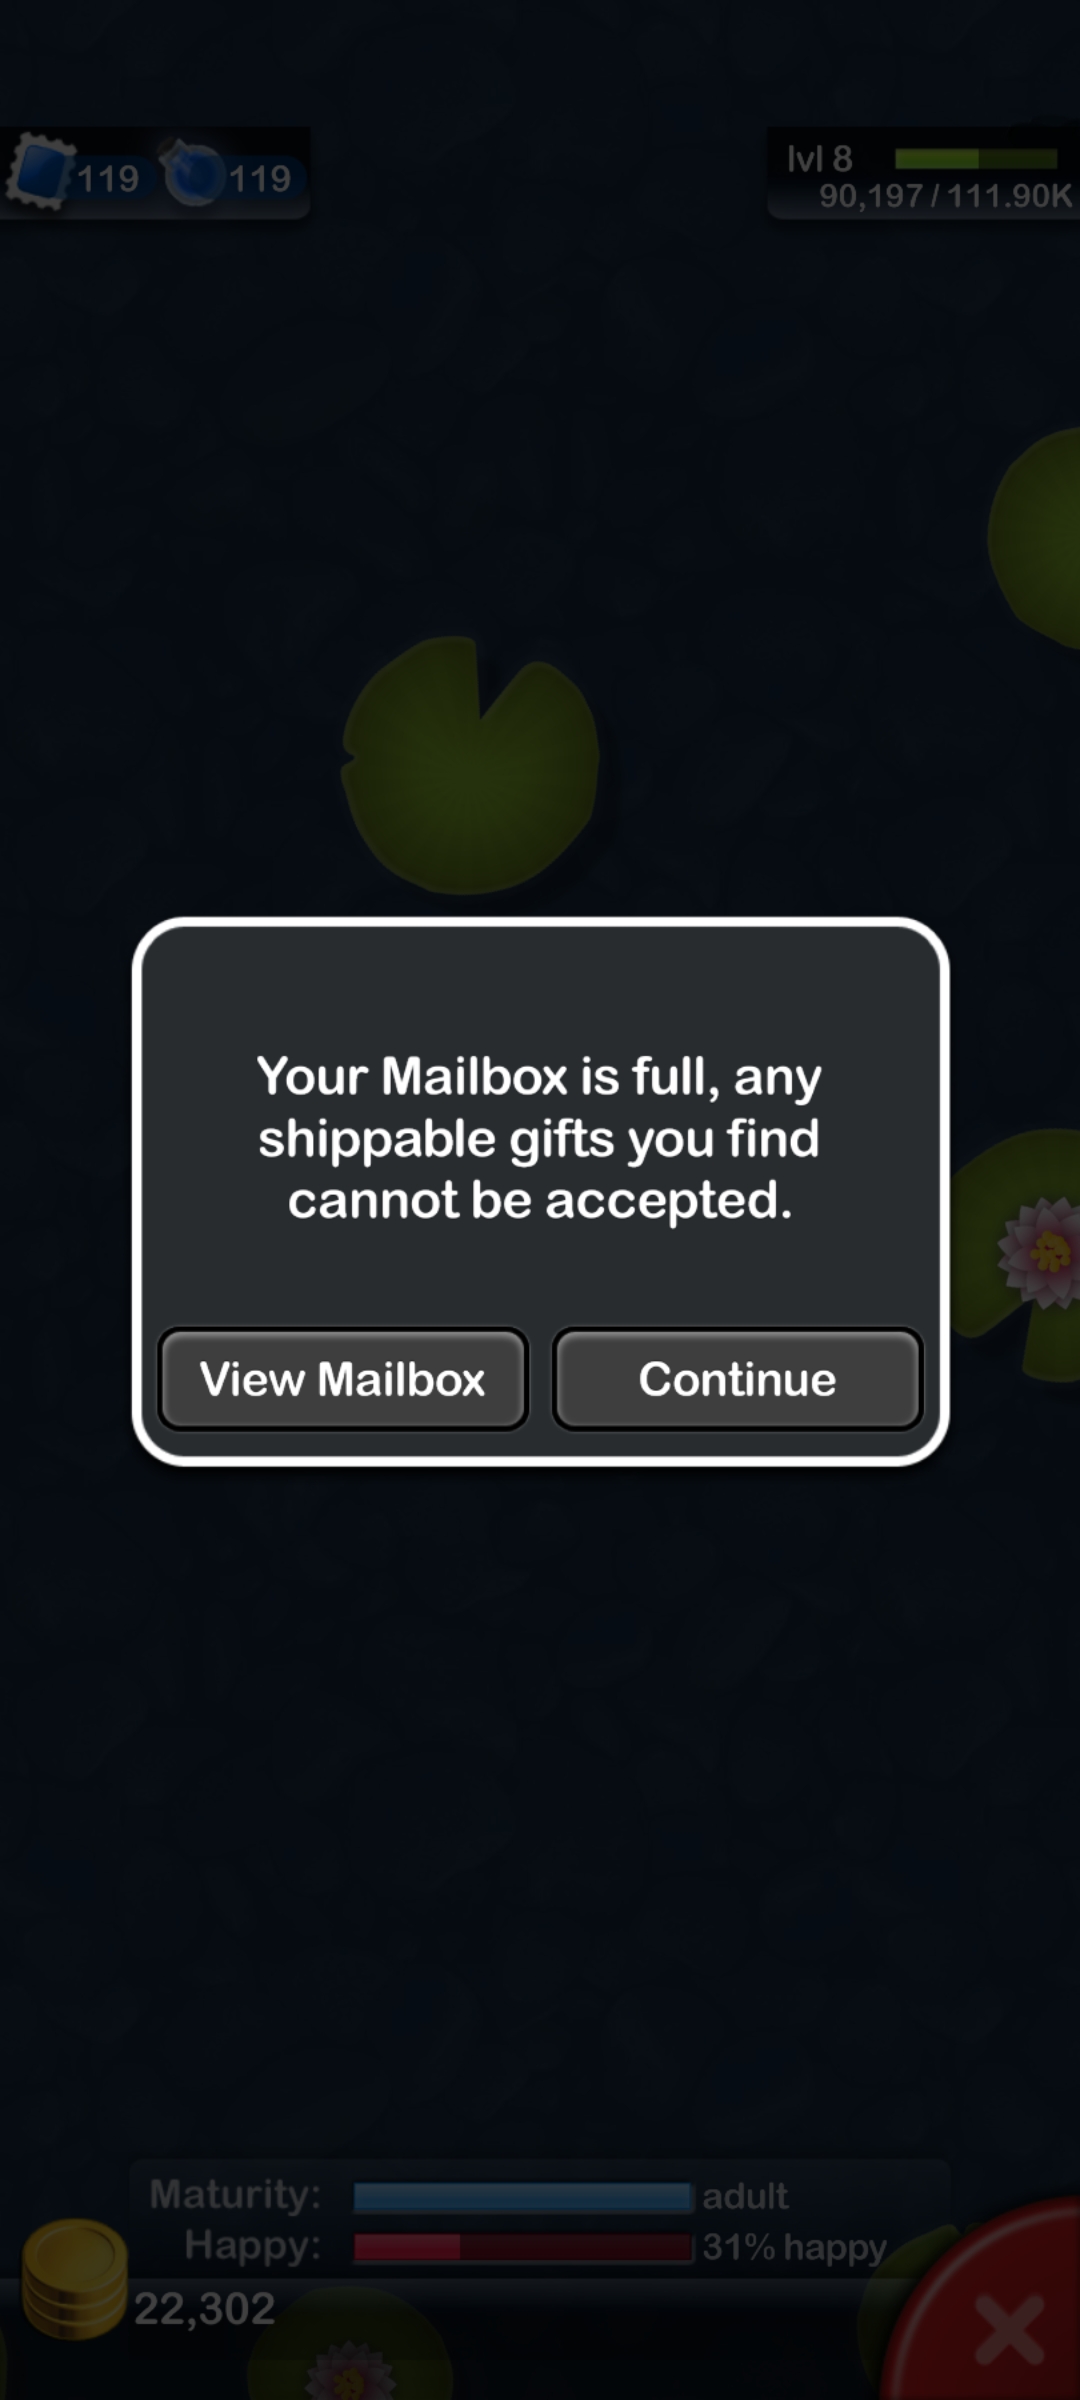 119 119
lvl 8
90,197 / 111.90K
Your Mailbox is full, any
shippable gifts you find
cannot be accepted.
View Mailbox Continue
Maturity: adult
Happy: 31% happy
22,302